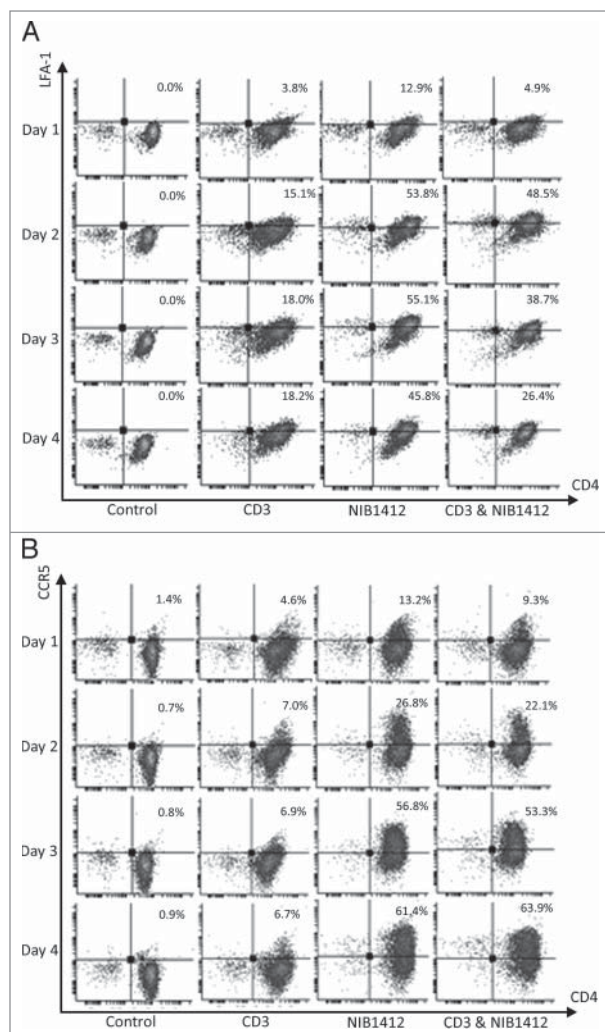 A
LFA-1
0.0% 3.8% 12.9% 4.9%
Day 1
0.0% 15.1% 53.8% 48.5%
Day 2
0.0% 18.0% 55.1% 38.7%
Day 3
0.0% 18.2% 45.8% 26.4%
Day 4
CD4
Control CD3 NIB1412 CD3 & NIB1412
B
CCR5
1.4% 4.6% 13.2% 9.3%
Day 1
0.7% 7.0% 26.8% 22.1%
Day 2
0.8% 6.9% 56.8% 53.3%
Day 3
0.9% 6.7% 61.4% 63.9%
Day 4
CD4
Control CD3 NIB1412 CD3 & NIB1412